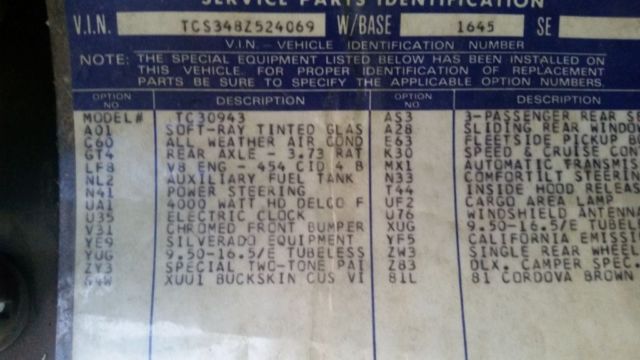 SERVICE PARTS IDENTIFICATION
V.I.N. TCS348Z524069 W/BASE 1645 SE
V.I.N. – VEHICLE IDENTIFICATION NUMBER
NOTE: THE SPECIAL EQUIPMENT LISTED BELOW HAS BEEN INSTALLED ON
THIS VEHICLE. FOR PROPER IDENTIFICATION OF REPLACEMENT
PARTS BE SURE TO SPECIFY THE APPLICABLE OPTION NUMBERS.
OPTION NO. DESCRIPTION OPTION NO. DESCRIPTION
MODEL# TC30943 AS3 3-PASSENGER REAR SE
A01 SOFT-RAY TINTED GLAS A28 SLIDING REAR WINDO
C60 ALL WEATHER AIR COND E63 FLEETSIDE PICKUP B
GT4 REAR AXLE - 3.73 RAT K30 SPEED & CRUISE CON
LF8 V8 ENG - 454 CID 4 B MX1 AUTOMATIC TRANSMIS
NL2 AUXILIARY FUEL TANK N33 COMFORTILT STEERIN
N41 POWER STEERING T44 INSIDE HOOD RELEAS
UA1 4000 WATT HD DELCO F UF2 CARGO AREA LAMP
U35 ELECTRIC CLOCK U76 WINDSHIELD ANTENN
V31 CHROMED FRONT BUMPER XUG 9.50-16.5/E TUBEL
YE9 SILVERADO EQUIPMENT YF5 CALIFORNIA EMISS
YUG 9.50-16.5/E TUBELESS ZW3 SINGLE REAR WHEEL
ZY3 SPECIAL TWO-TONE PAI Z83 DLX. CAMPER SPEC.
XUU1 BUCKSKIN CUS VI 81L 81 CORDOVA BROWN